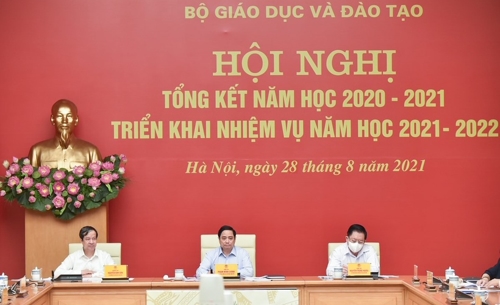 BỘ GIÁO DỤC VÀ ĐÀO TẠO
HỘI NGHỊ
TỔNG KẾT NĂM HỌC 2020 - 2021
TRIỂN KHAI NHIỆM VỤ NĂM HỌC 2021 - 2022
Hà Nội, ngày 28 tháng 8 năm 2021